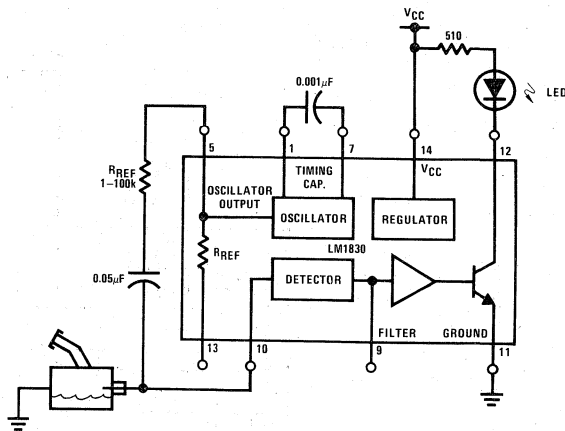 VCC
510
0.001µF
LED
5
1
7
14
12
RREF
1–100k
TIMING
CAP.
VCC
OSCILLATOR
OUTPUT
OSCILLATOR
REGULATOR
RREF
LM1830
DETECTOR
0.05µF
FILTER
GROUND
13
10
9
11